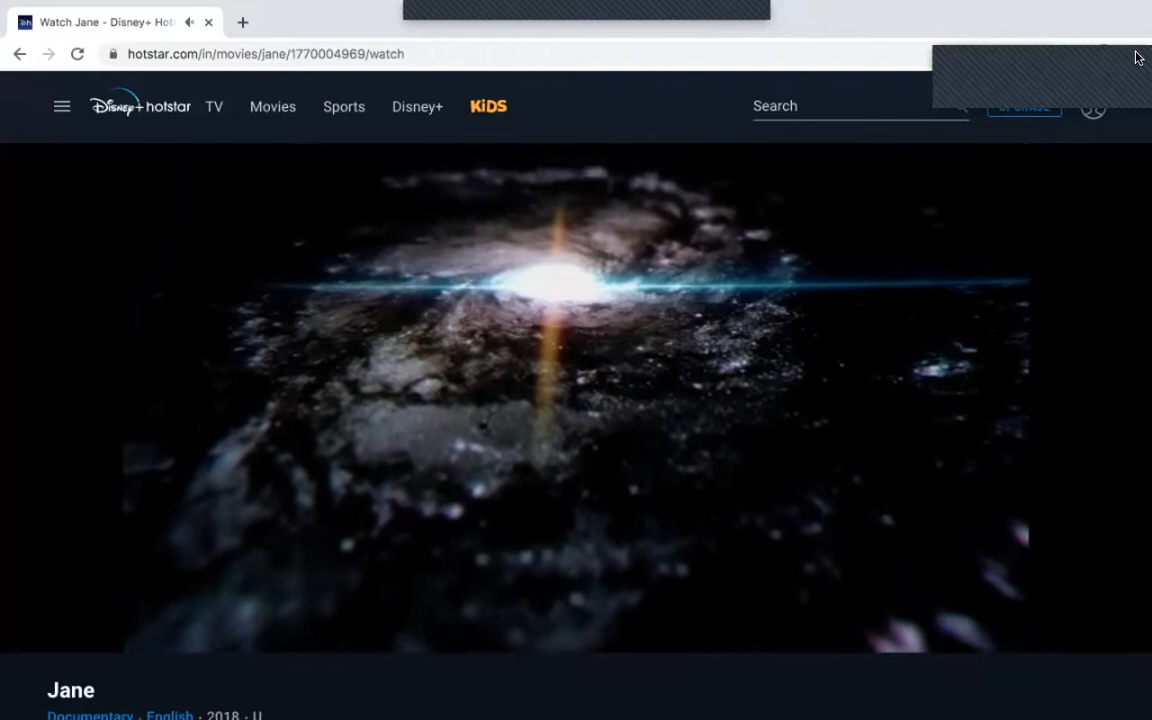 Watch Jane - Disney+ Hot
hotstar.com/in/movies/jane/1770004969/watch
Disney+ hotstar
TV
Movies
Sports
Disney+
KiDS
Search
UPGRADE
Jane
Documentary · English · 2018 · U